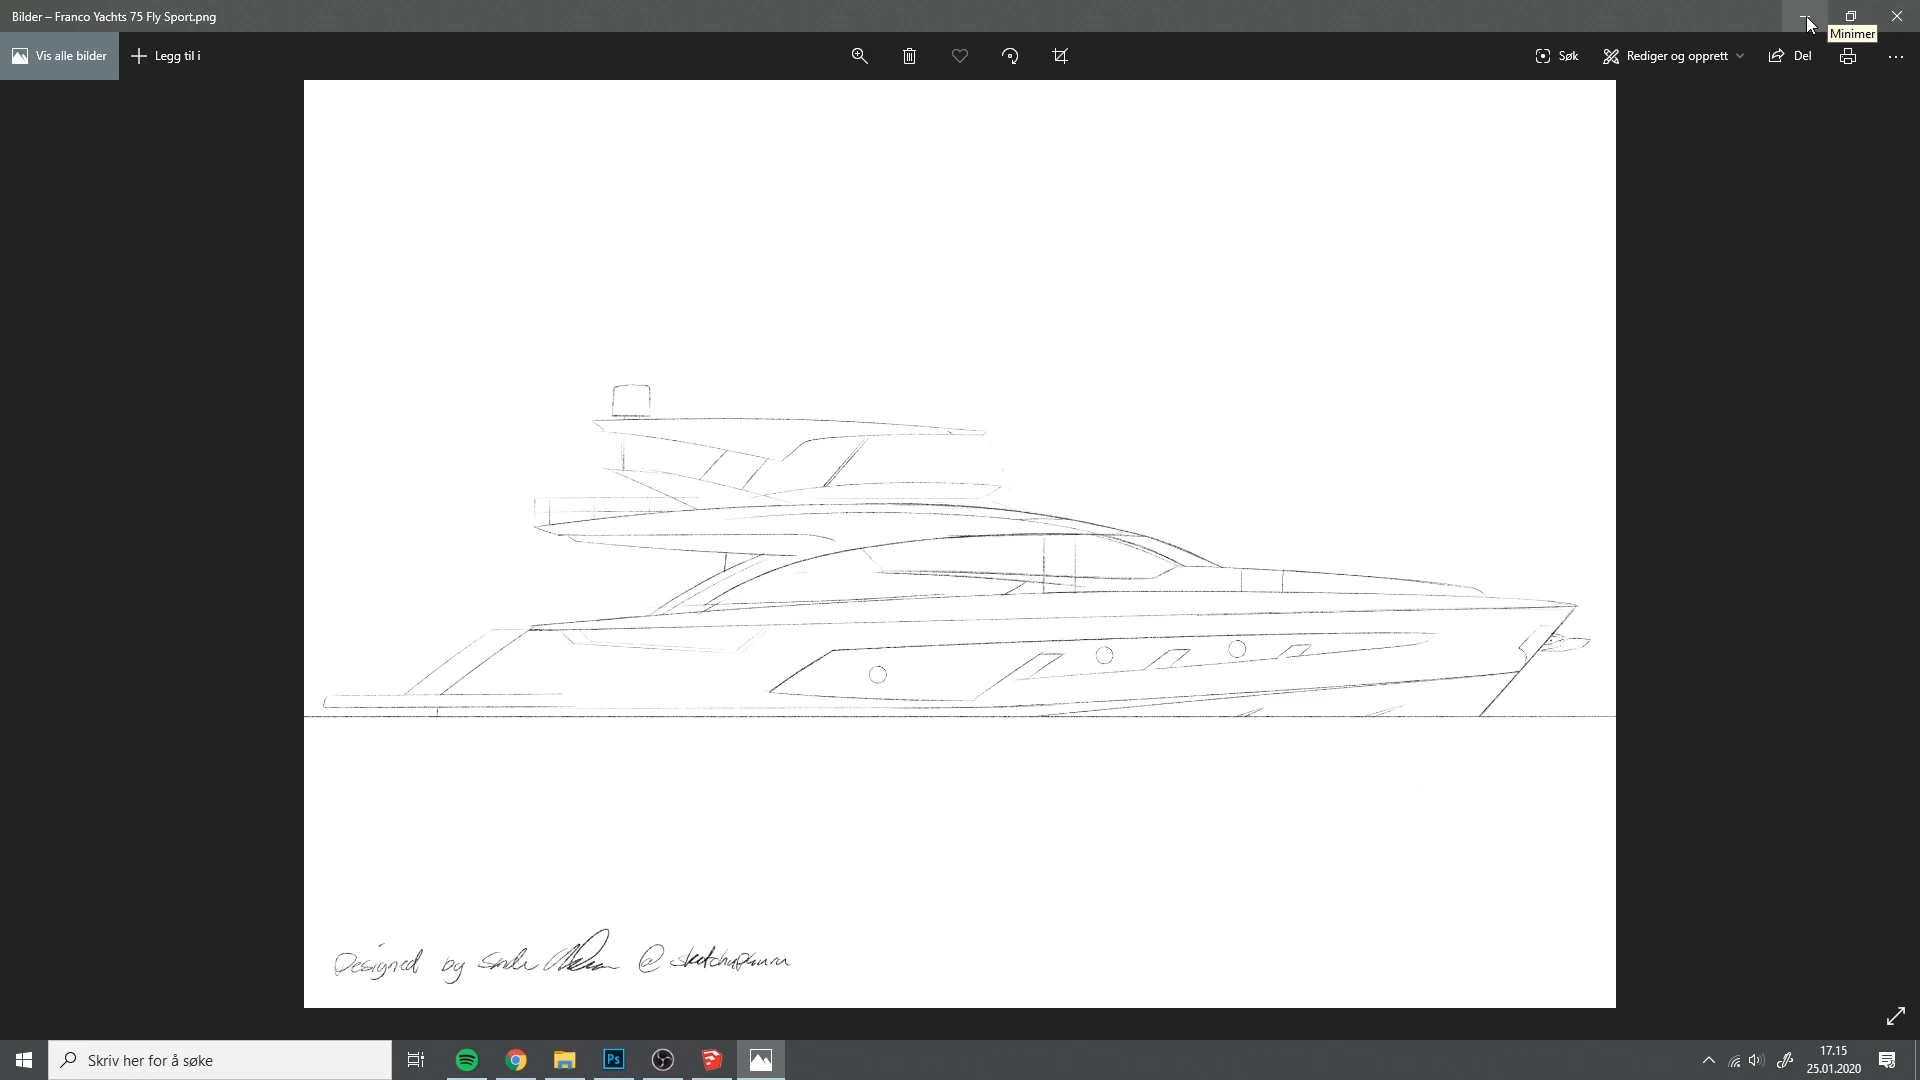 Bilder – Franco Yachts 75 Fly Sport.png
Minimer
Vis alle bilder
Legg til i
Søk
Rediger og opprett
Del
Designed by
@
Ps
Skriv her for å søke
17.15
25.01.2020